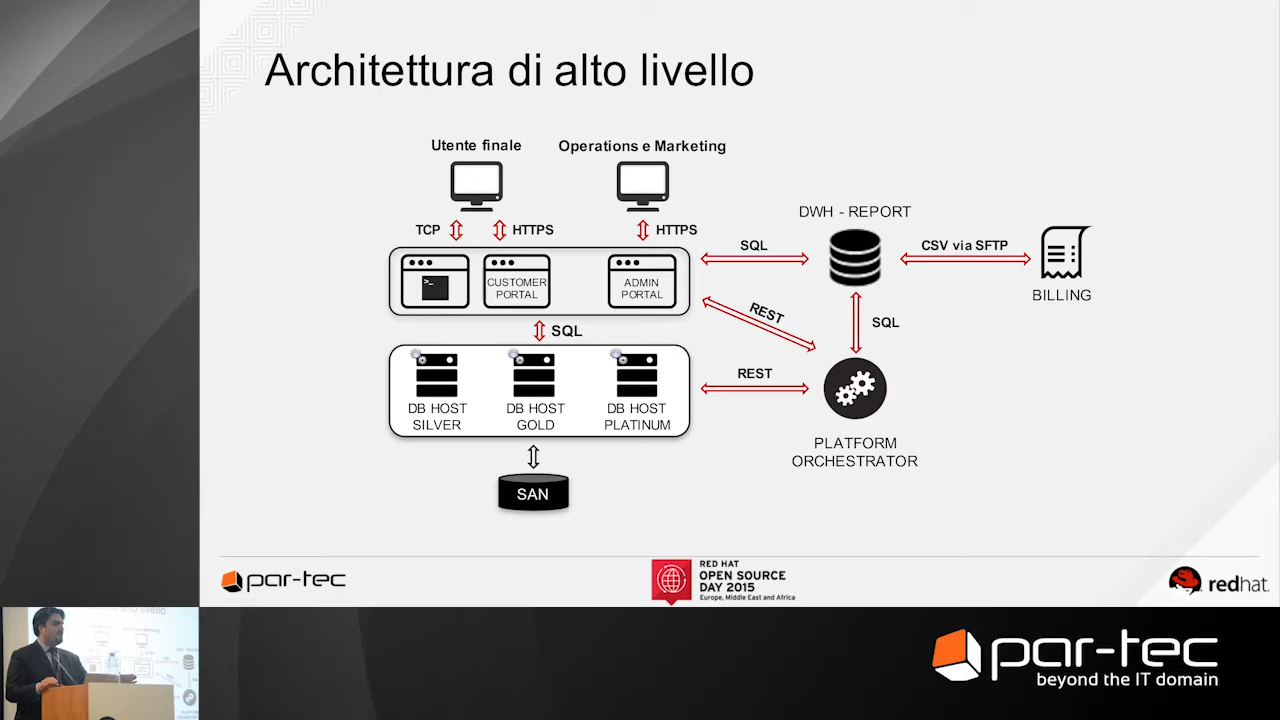 Architettura di alto livello
Utente finale
Operations e Marketing
TCP
HTTPS
HTTPS
DWH - REPORT
SQL
CSV via SFTP
>_
CUSTOMER
PORTAL
ADMIN
PORTAL
BILLING
REST
SQL
SQL
REST
DB HOST
SILVER
DB HOST
GOLD
DB HOST
PLATINUM
PLATFORM
ORCHESTRATOR
SAN
par-tec
RED HAT
OPEN SOURCE
DAY 2015
Europe, Middle East and Africa
redhat.
par-tec
beyond the IT domain